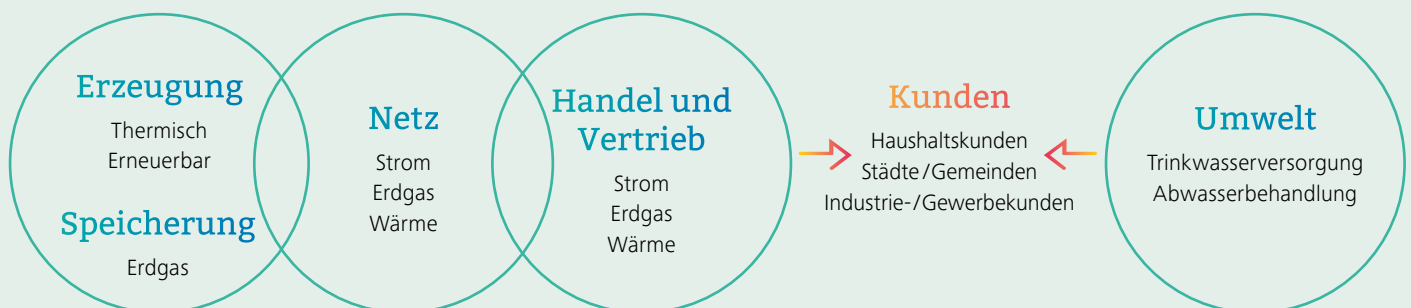 Erzeugung
Thermisch
Erneuerbar
Speicherung
Erdgas
Netz
Strom
Erdgas
Wärme
Handel und
Vertrieb
Strom
Erdgas
Wärme
Kunden
Haushaltskunden
Städte/Gemeinden
Industrie-/Gewerbekunden
Umwelt
Trinkwasserversorgung
Abwasserbehandlung